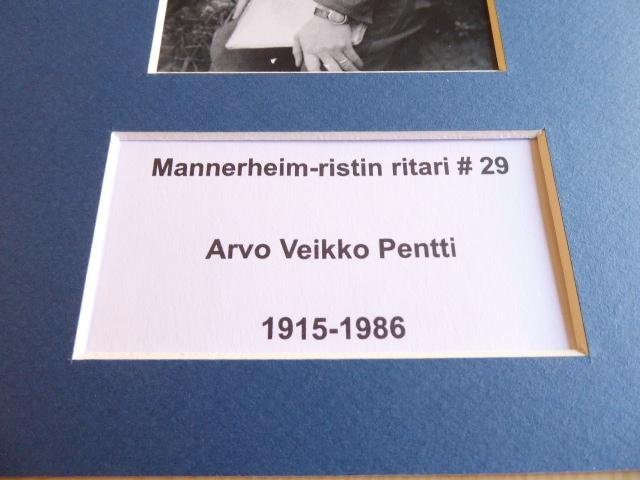 Mannerheim-ristin ritari # 29
Arvo Veikko Pentti
1915-1986